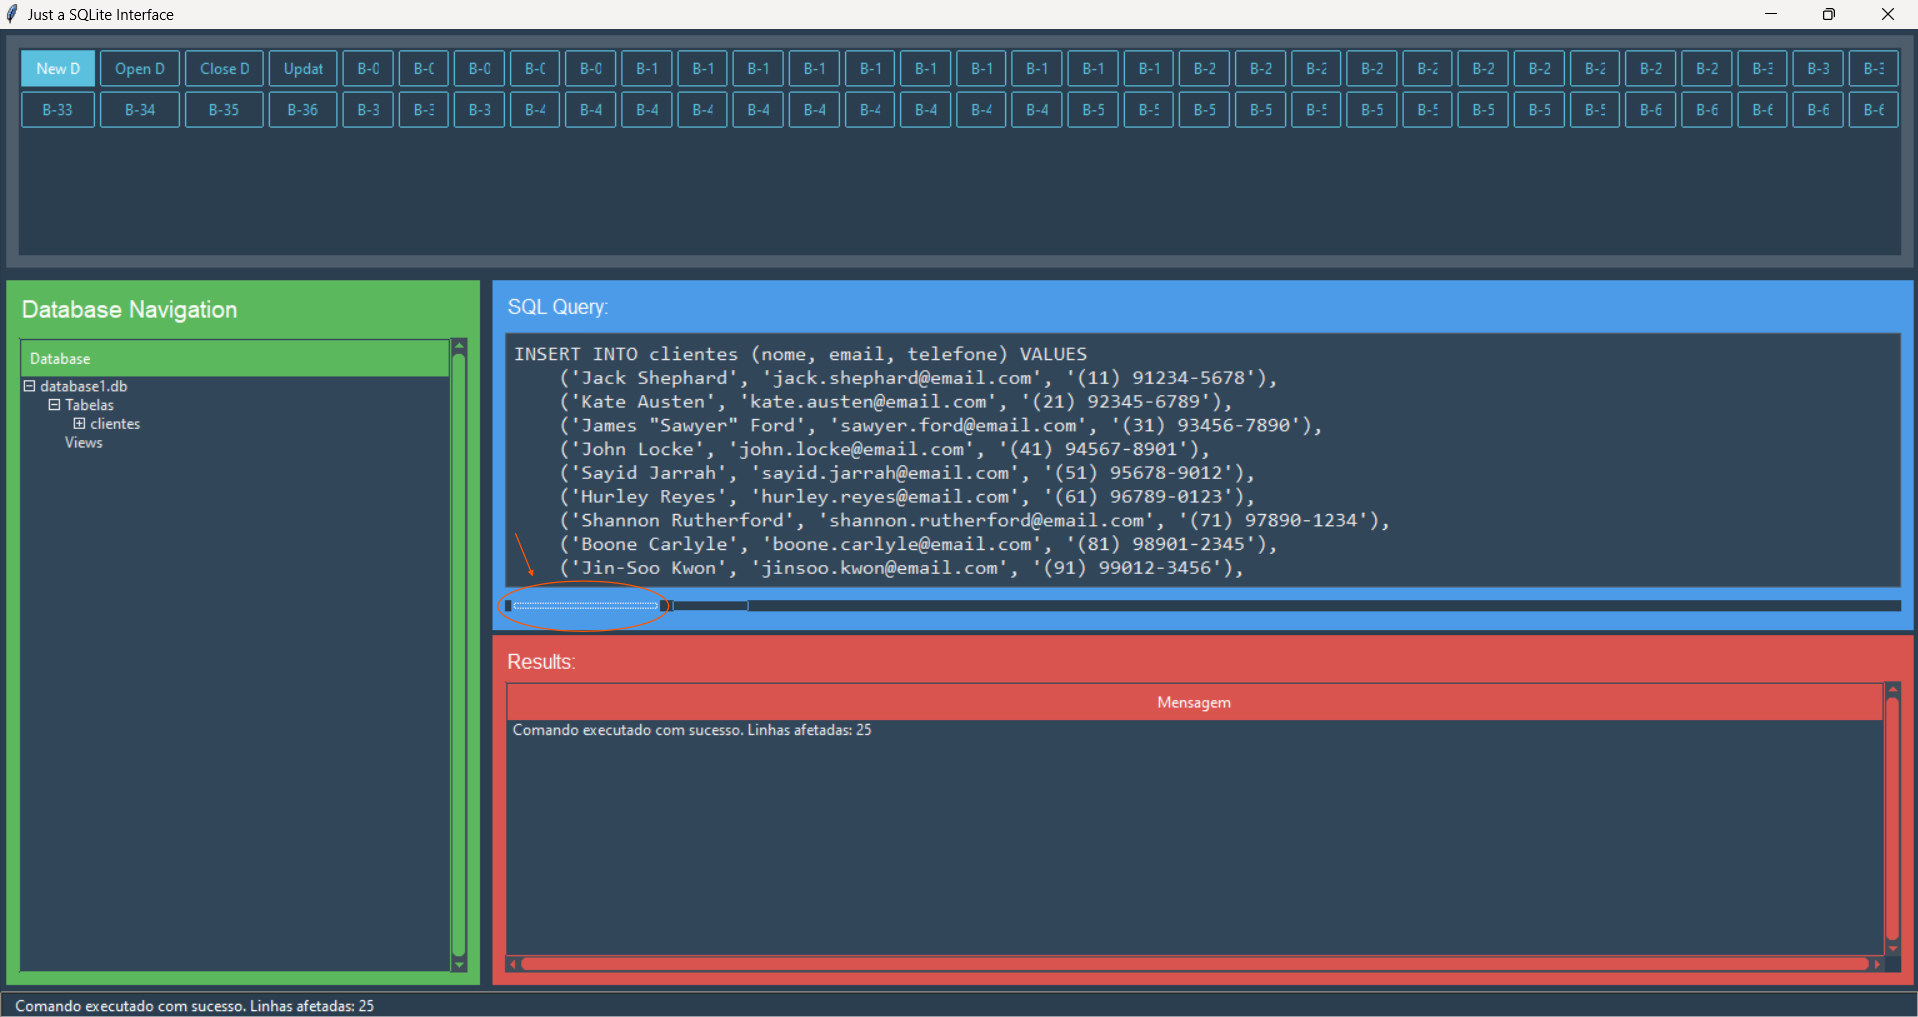 Just a SQLite Interface
New D Open D Close D Updat B-0 B-0 B-0 B-0 B-0 B-1 B-1 B-1 B-1 B-1 B-1 B-1 B-1 B-1 B-1 B-2 B-2 B-2 B-2 B-2 B-2 B-2 B-2 B-2 B-2 B-3 B-3 B-3
B-33 B-34 B-35 B-36 B-3 B-3 B-3 B-4 B-4 B-4 B-4 B-4 B-4 B-4 B-4 B-4 B-4 B-5 B-5 B-5 B-5 B-5 B-5 B-5 B-5 B-5 B-5 B-6 B-6 B-6 B-6 B-6
Database Navigation
Database
database1.db
Tabelas
clientes
Views
SQL Query:
INSERT INTO clientes (nome, email, telefone) VALUES
('Jack Shephard', 'jack.shephard@email.com', '(11) 91234-5678'),
('Kate Austen', 'kate.austen@email.com', '(21) 92345-6789'),
('James "Sawyer" Ford', 'sawyer.ford@email.com', '(31) 93456-7890'),
('John Locke', 'john.locke@email.com', '(41) 94567-8901'),
('Sayid Jarrah', 'sayid.jarrah@email.com', '(51) 95678-9012'),
('Hurley Reyes', 'hurley.reyes@email.com', '(61) 96789-0123'),
('Shannon Rutherford', 'shannon.rutherford@email.com', '(71) 97890-1234'),
('Boone Carlyle', 'boone.carlyle@email.com', '(81) 98901-2345'),
('Jin-Soo Kwon', 'jinsoo.kwon@email.com', '(91) 99012-3456'),
Results:
Mensagem
Comando executado com sucesso. Linhas afetadas: 25
Comando executado com sucesso. Linhas afetadas: 25